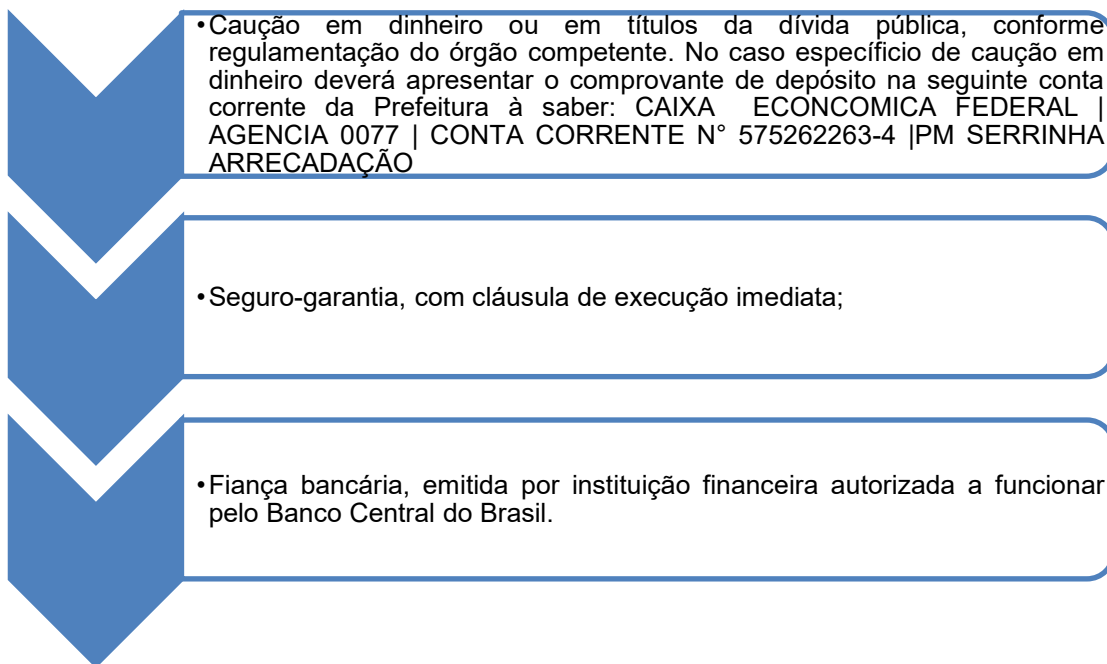 •Caução em dinheiro ou em títulos da dívida pública, conforme
regulamentação do órgão competente. No caso específicio de caução em
dinheiro deverá apresentar o comprovante de depósito na seguinte conta
corrente da Prefeitura à saber: CAIXA ECONCOMICA FEDERAL |
AGENCIA 0077 | CONTA CORRENTE N° 575262263-4 |PM SERRINHA
ARRECADAÇÃO
•Seguro-garantia, com cláusula de execução imediata;
•Fiança bancária, emitida por instituição financeira autorizada a funcionar
pelo Banco Central do Brasil.